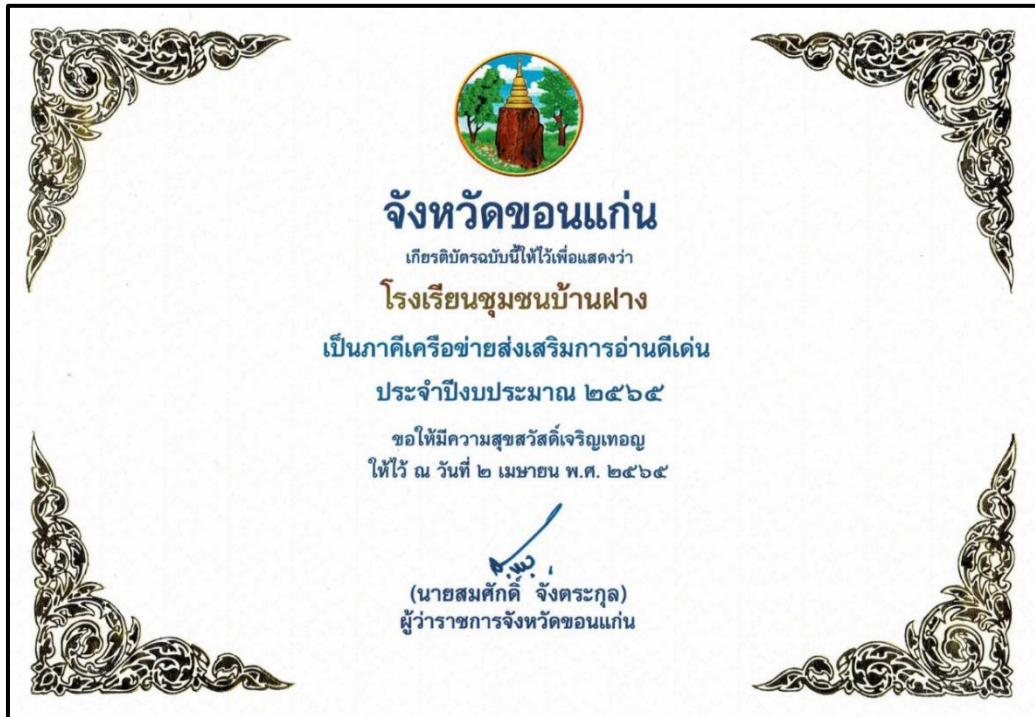 จังหวัดขอนแก่น
เกียรติบัตรฉบับนี้ให้ไว้เพื่อแสดงว่า
โรงเรียนชุมชนบ้านฝาง
เป็นภาคีเครือข่ายส่งเสริมการอ่านดีเด่น
ประจำปีงบประมาณ ๒๕๖๕
ขอให้มีความสุขสวัสดิ์เจริญเทอญ
ให้ไว้ ณ วันที่ ๒ เมษายน พ.ศ. ๒๕๖๕
(นายสมศักดิ์ จังตระกุล)
ผู้ว่าราชการจังหวัดขอนแก่น